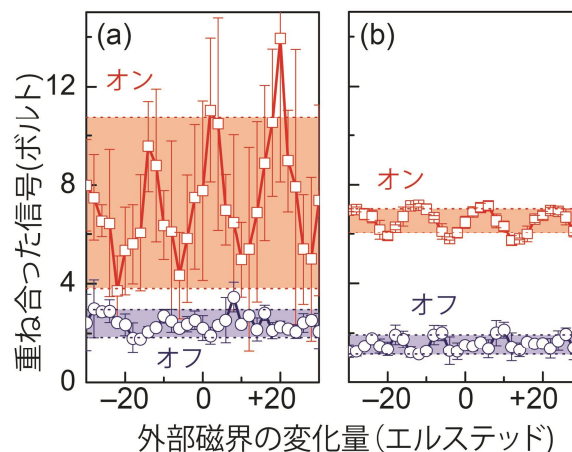 (a)
(b)
オン
オン
オフ
オフ
重ね合った信号(ボルト)
12
8
4
0
−20
0
+20
−20
0
+20
外部磁界の変化量(エルステッド)